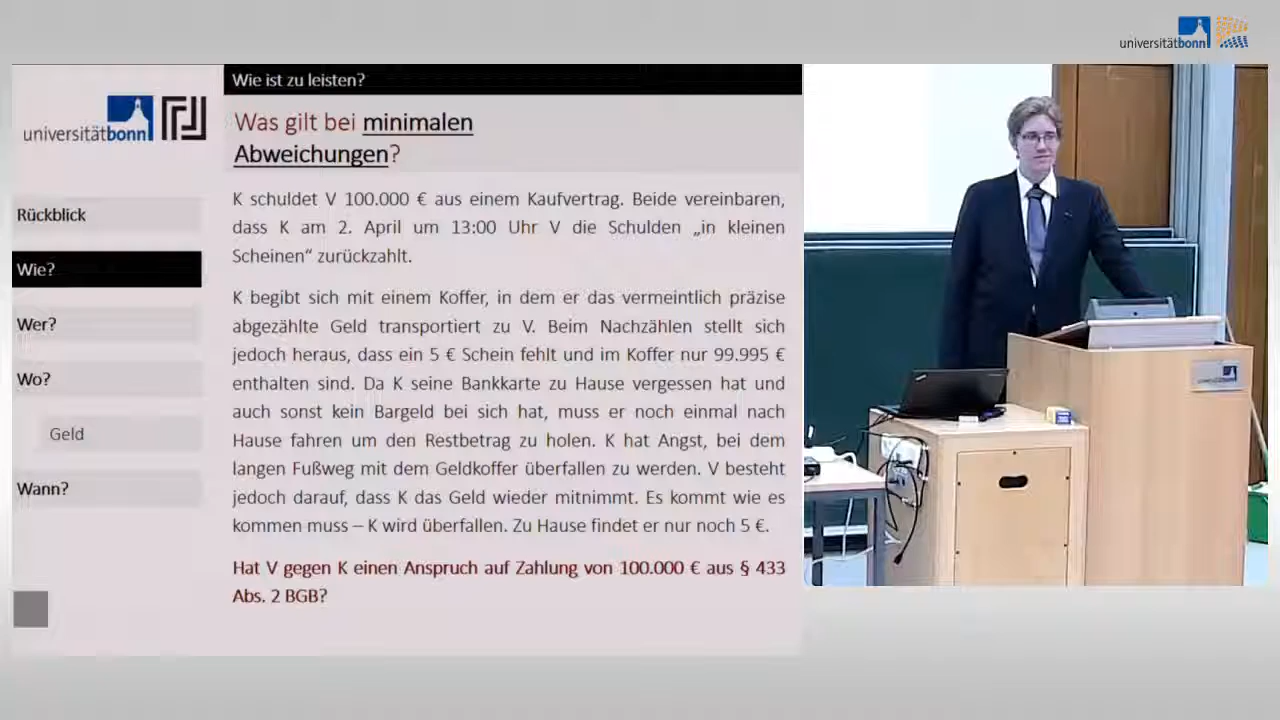 universitätbonn
Wie ist zu leisten?
universitätbonn
Was gilt bei minimalen
Abweichungen?
Rückblick
Wie?
Wer?
Wo?
Geld
Wann?
K schuldet V 100.000 € aus einem Kaufvertrag. Beide vereinbaren,
dass K am 2. April um 13:00 Uhr V die Schulden „in kleinen
Scheinen“ zurückzahlt.
K begibt sich mit einem Koffer, in dem er das vermeintlich präzise
abgezählte Geld transportiert zu V. Beim Nachzählen stellt sich
jedoch heraus, dass ein 5 € Schein fehlt und im Koffer nur 99.995 €
enthalten sind. Da K seine Bankkarte zu Hause vergessen hat und
auch sonst kein Bargeld bei sich hat, muss er noch einmal nach
Hause fahren um den Restbetrag zu holen. K hat Angst, bei dem
langen Fußweg mit dem Geldkoffer überfallen zu werden. V besteht
jedoch darauf, dass K das Geld wieder mitnimmt. Es kommt wie es
kommen muss – K wird überfallen. Zu Hause findet er nur noch 5 €.
Hat V gegen K einen Anspruch auf Zahlung von 100.000 € aus § 433
Abs. 2 BGB?